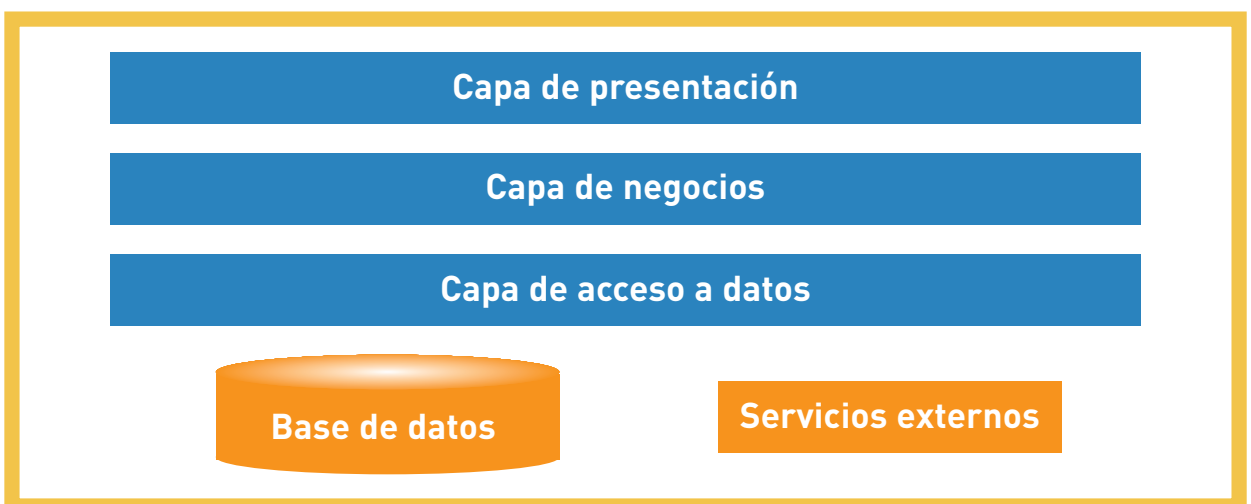 Capa de presentación
Capa de negocios
Capa de acceso a datos
Base de datos
Servicios externos